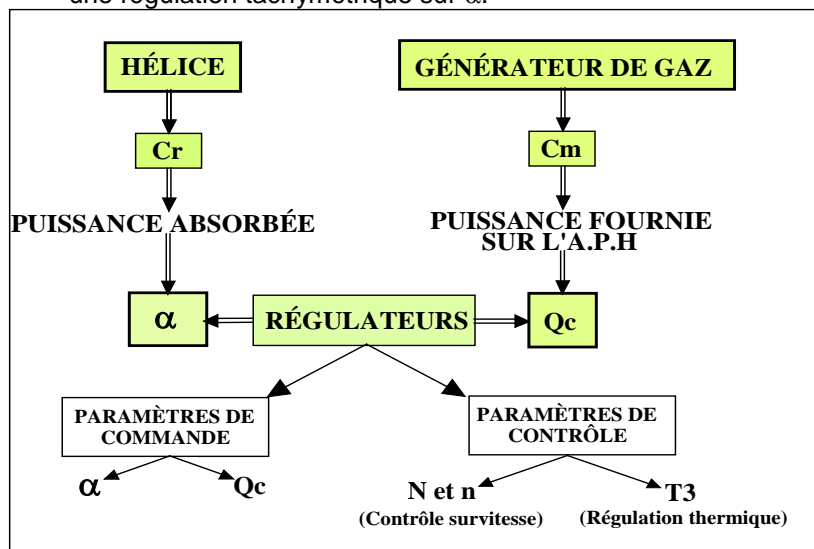 une régulation tachymétrique sur α.
HÉLICE
GÉNÉRATEUR DE GAZ
Cr
Cm
PUISSANCE ABSORBÉE
PUISSANCE FOURNIE
SUR L'A.P.H
α
RÉGULATEURS
Qc
PARAMÈTRES DE
COMMANDE
PARAMÈTRES DE
CONTRÔLE
α
Qc
N et n
(Contrôle survitesse)
T3
(Régulation thermique)